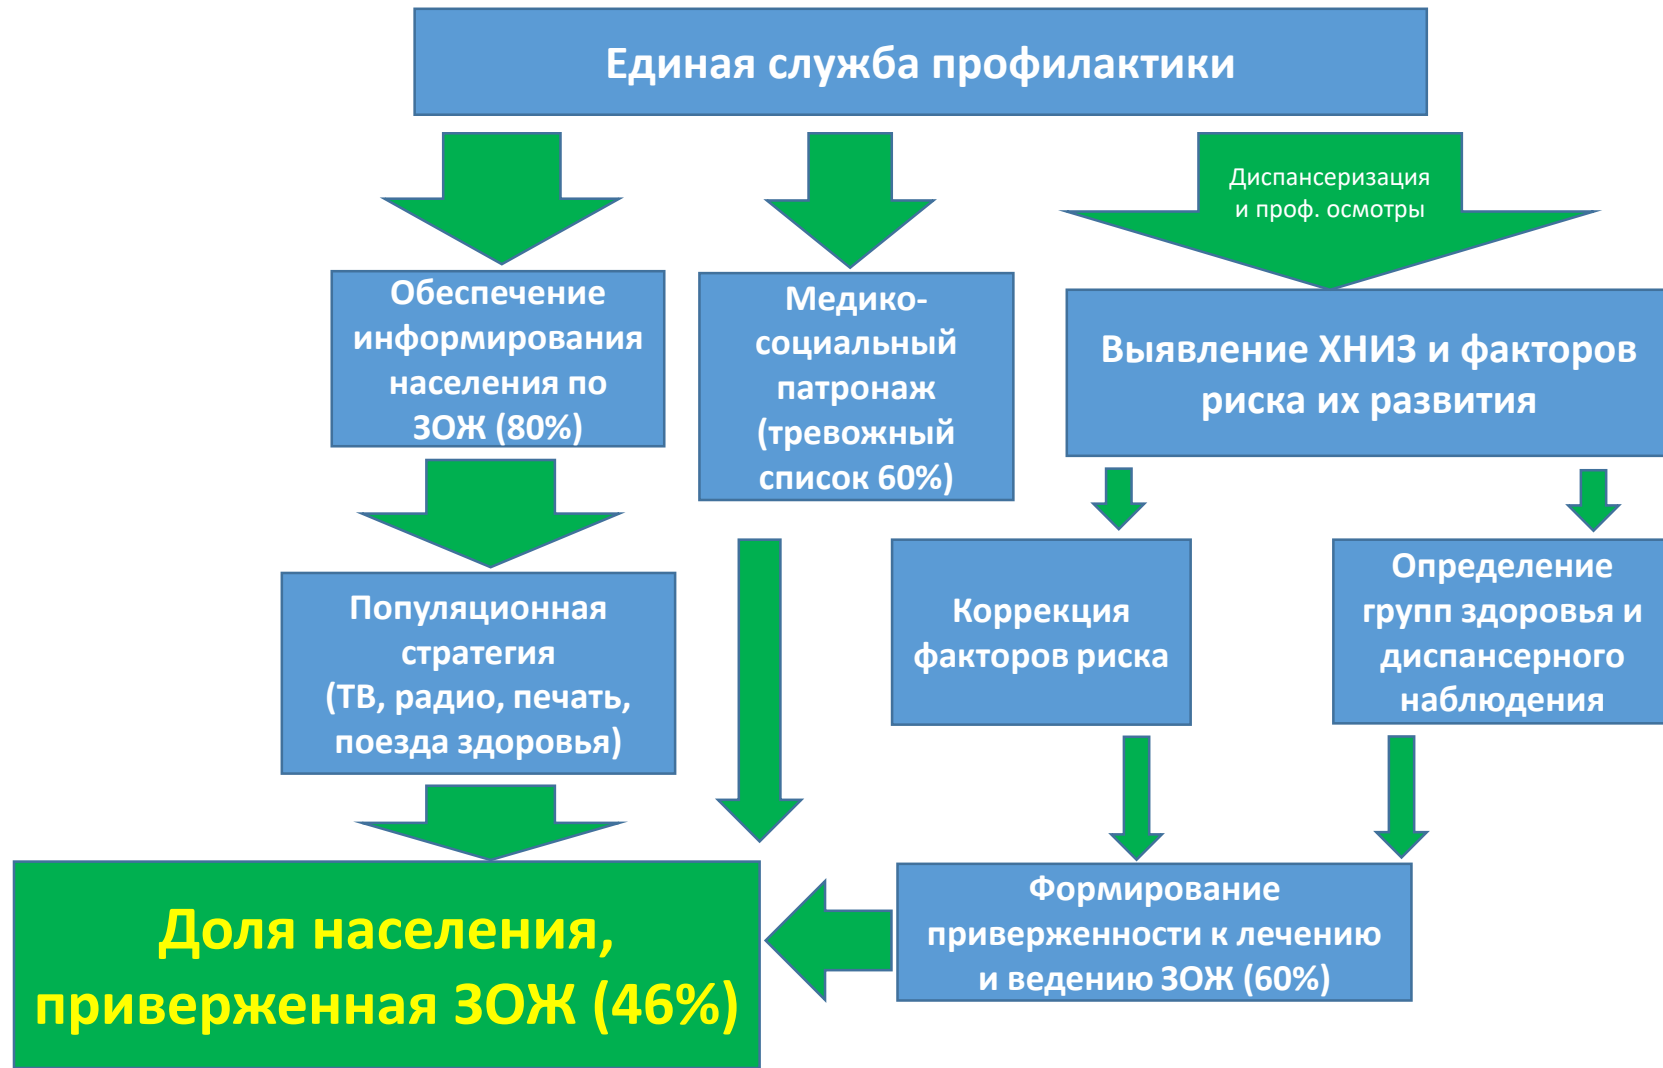 Единая служба профилактики
Диспансеризация
и проф. осмотры
Обеспечение
информирования
населения по
ЗОЖ (80%)
Медико-
социальный
патронаж
(тревожный
список 60%)
Выявление ХНИЗ и факторов
риска их развития
Популяционная
стратегия
(ТВ, радио, печать,
поезда здоровья)
Коррекция
факторов риска
Определение
групп здоровья и
диспансерного
наблюдения
Доля населения,
приверженная ЗОЖ (46%)
Формирование
приверженности к лечению
и ведению ЗОЖ (60%)